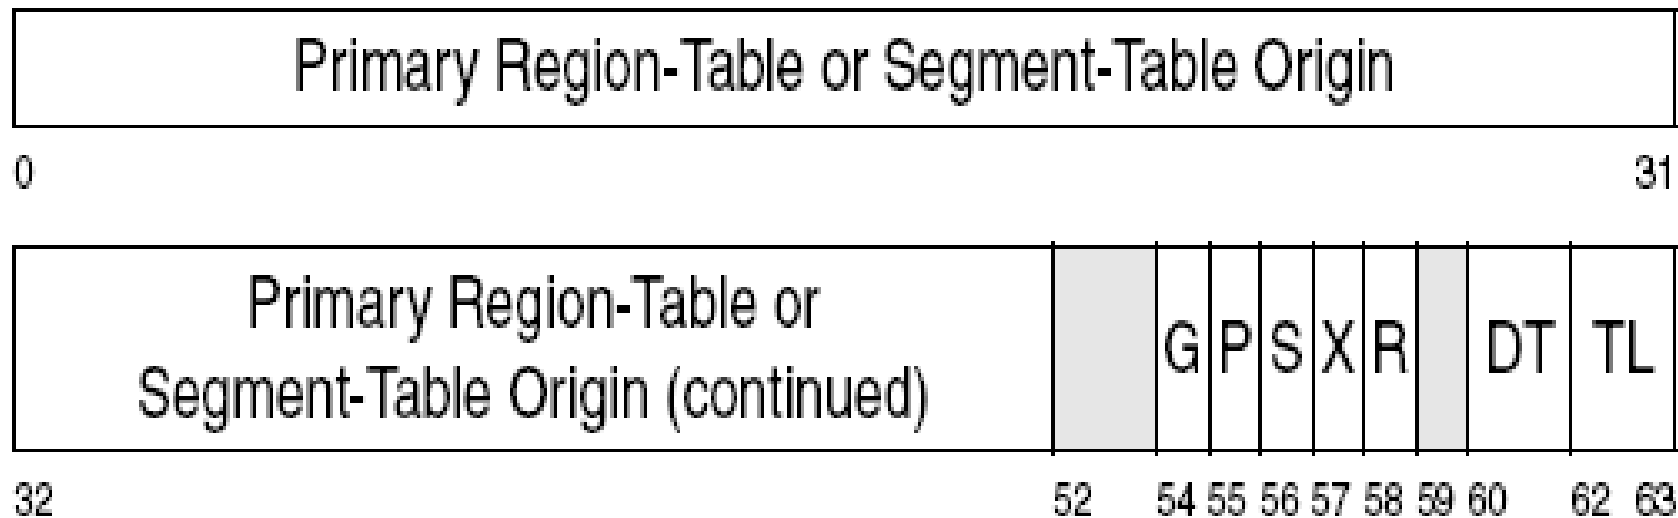 Primary Region-Table or Segment-Table Origin
0 31
Primary Region-Table or
Segment-Table Origin (continued)
G P S X R DT TL
32 52 54 55 56 57 58 59 60 62 63